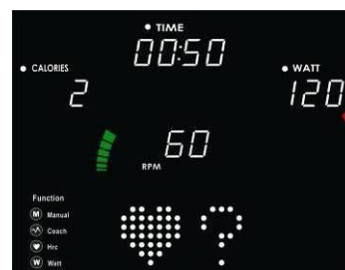 TIME
00:50
CALORIES
2
WATT
120
60
RPM
Function
M Manual
Coach
Hrc
W Watt
?